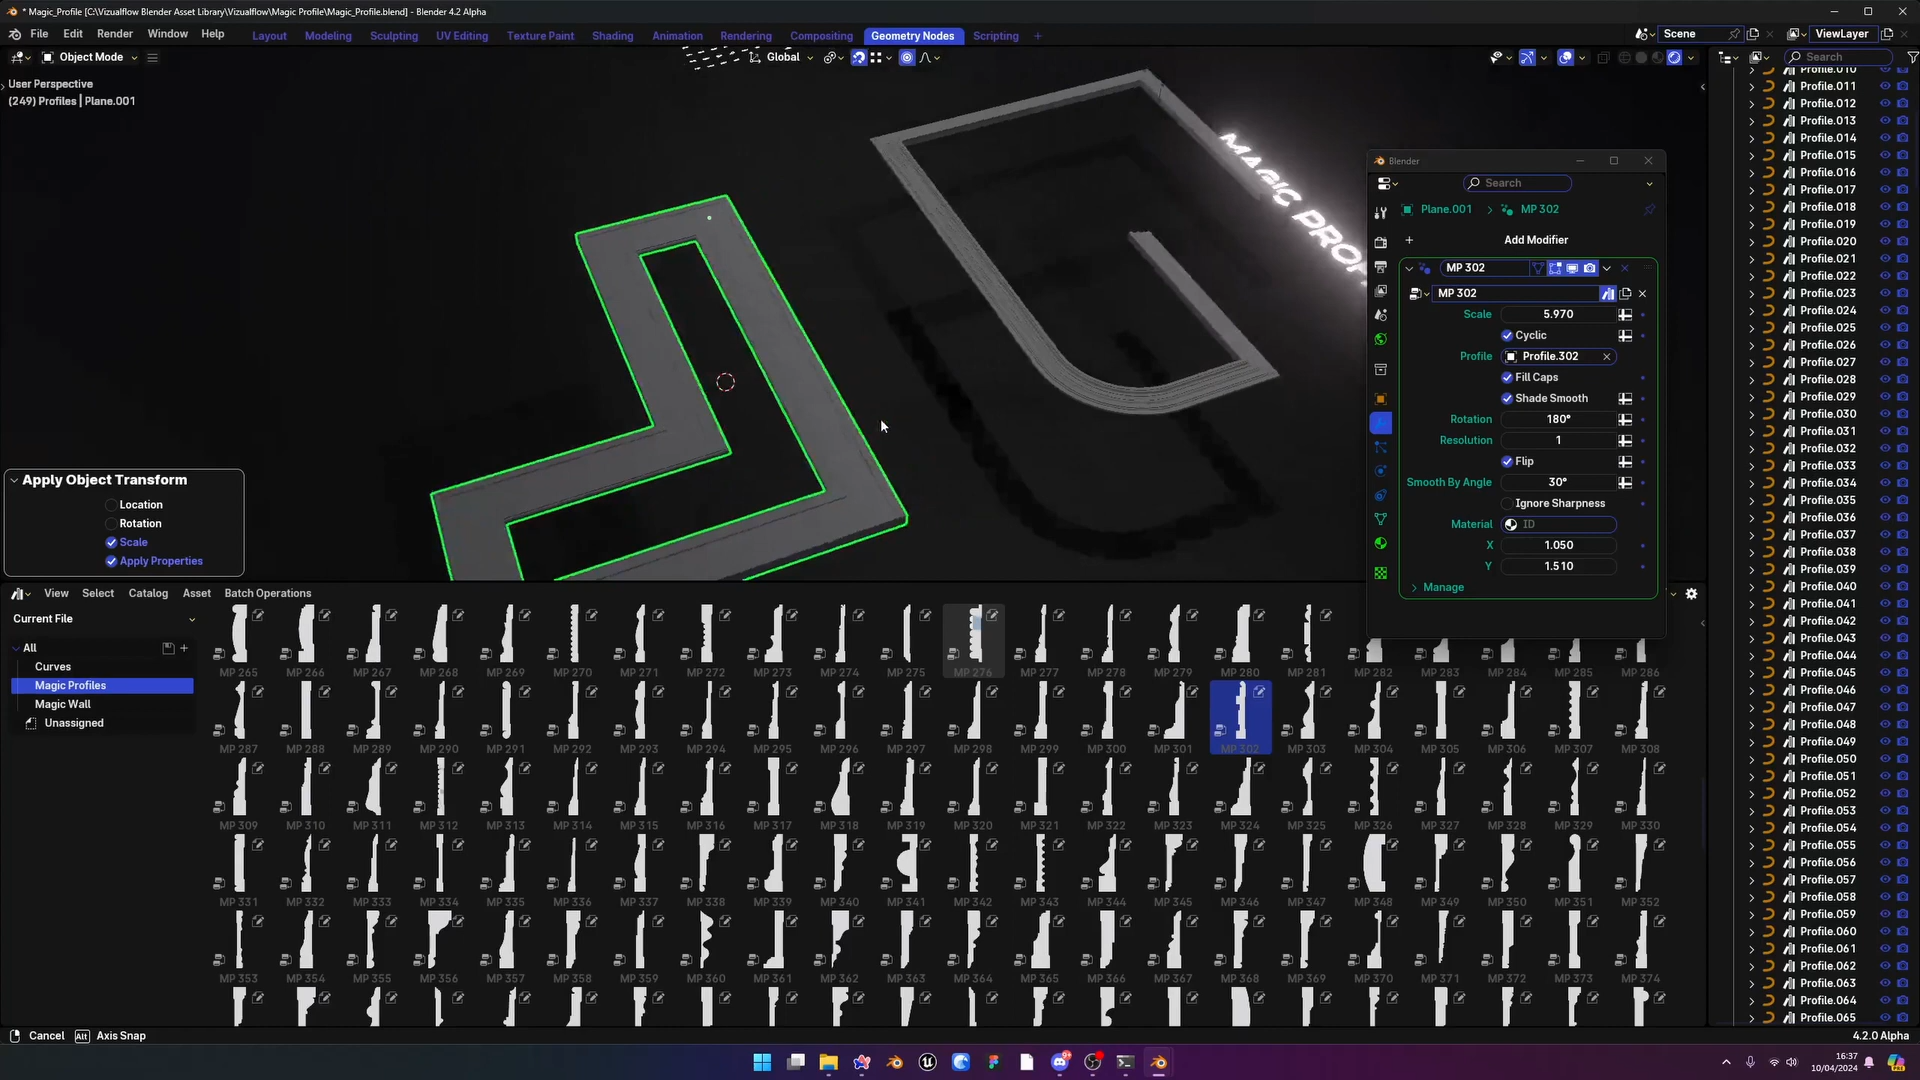 * Magic_Profile [C:\Vizualflow Blender Asset Library\Vizualflow\Magic Profile\Magic_Profile.blend] - Blender 4.2 Alpha
File Edit Render Window Help Layout Modeling Sculpting UV Editing Texture Paint Shading Animation Rendering Compositing Geometry Nodes Scripting + Scene ViewLayer
Object Mode Global Search
User Perspective
(249) Profiles | Plane.001
MAGIC
Blender
Search
Plane.001 > MP 302
Add Modifier
MP 302
MP 302
Scale 5.970
Cyclic
Profile Profile.302
Fill Caps
Shade Smooth
Rotation 180°
Resolution 1
Flip
Smooth By Angle 30°
Ignore Sharpness
Material ID
X 1.050
Y 1.510
Manage
Apply Object Transform
Location
Rotation
Scale
Apply Properties
Profile.010
Profile.011
Profile.012
Profile.013
Profile.014
Profile.015
Profile.016
Profile.017
Profile.018
Profile.019
Profile.020
Profile.021
Profile.022
Profile.023
Profile.024
Profile.025
Profile.026
Profile.027
Profile.028
Profile.029
Profile.030
Profile.031
Profile.032
Profile.033
Profile.034
Profile.035
Profile.036
Profile.037
Profile.038
Profile.039
Profile.040
Profile.041
Profile.042
Profile.043
Profile.044
Profile.045
Profile.046
Profile.047
Profile.048
Profile.049
Profile.050
Profile.051
Profile.052
Profile.053
Profile.054
Profile.055
Profile.056
Profile.057
Profile.058
Profile.059
Profile.060
Profile.061
Profile.062
Profile.063
Profile.064
Profile.065
View Select Catalog Asset Batch Operations
Current File
All
Curves
Magic Profiles
Magic Wall
Unassigned
MP 265 MP 266 MP 267 MP 268 MP 269 MP 270 MP 271 MP 272 MP 273 MP 274 MP 275 MP 276 MP 277 MP 278 MP 279 MP 280 MP 281 MP 282 MP 283 MP 284 MP 285 MP 286
MP 287 MP 288 MP 289 MP 290 MP 291 MP 292 MP 293 MP 294 MP 295 MP 296 MP 297 MP 298 MP 299 MP 300 MP 301 MP 302 MP 303 MP 304 MP 305 MP 306 MP 307 MP 308
MP 309 MP 310 MP 311 MP 312 MP 313 MP 314 MP 315 MP 316 MP 317 MP 318 MP 319 MP 320 MP 321 MP 322 MP 323 MP 324 MP 325 MP 326 MP 327 MP 328 MP 329 MP 330
MP 331 MP 332 MP 333 MP 334 MP 335 MP 336 MP 337 MP 338 MP 339 MP 340 MP 341 MP 342 MP 343 MP 344 MP 345 MP 346 MP 347 MP 348 MP 349 MP 350 MP 351 MP 352
MP 353 MP 354 MP 355 MP 356 MP 357 MP 358 MP 359 MP 360 MP 361 MP 362 MP 363 MP 364 MP 365 MP 366 MP 367 MP 368 MP 369 MP 370 MP 371 MP 372 MP 373 MP 374
Cancel Alt Axis Snap 4.2.0 Alpha
16:37
10/04/2024